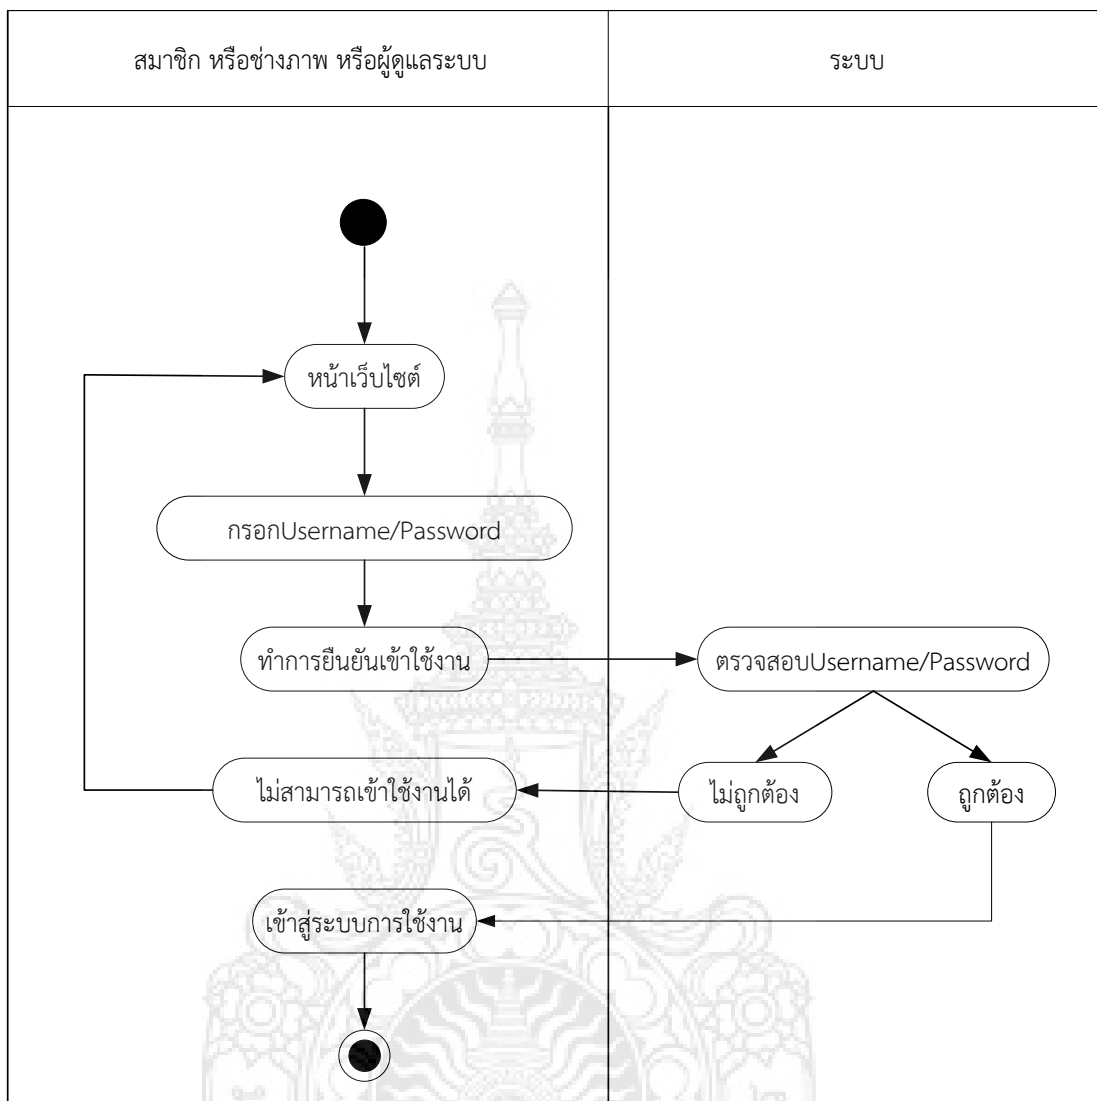 สมาชิก หรือช่างภาพ หรือผู้ดูแลระบบ
ระบบ
หน้าเว็บไซต์
กรอกUsername/Password
ทำการยืนยันเข้าใช้งาน
ตรวจสอบUsername/Password
ไม่สามารถเข้าใช้งานได้
ไม่ถูกต้อง
ถูกต้อง
เข้าสู่ระบบการใช้งาน